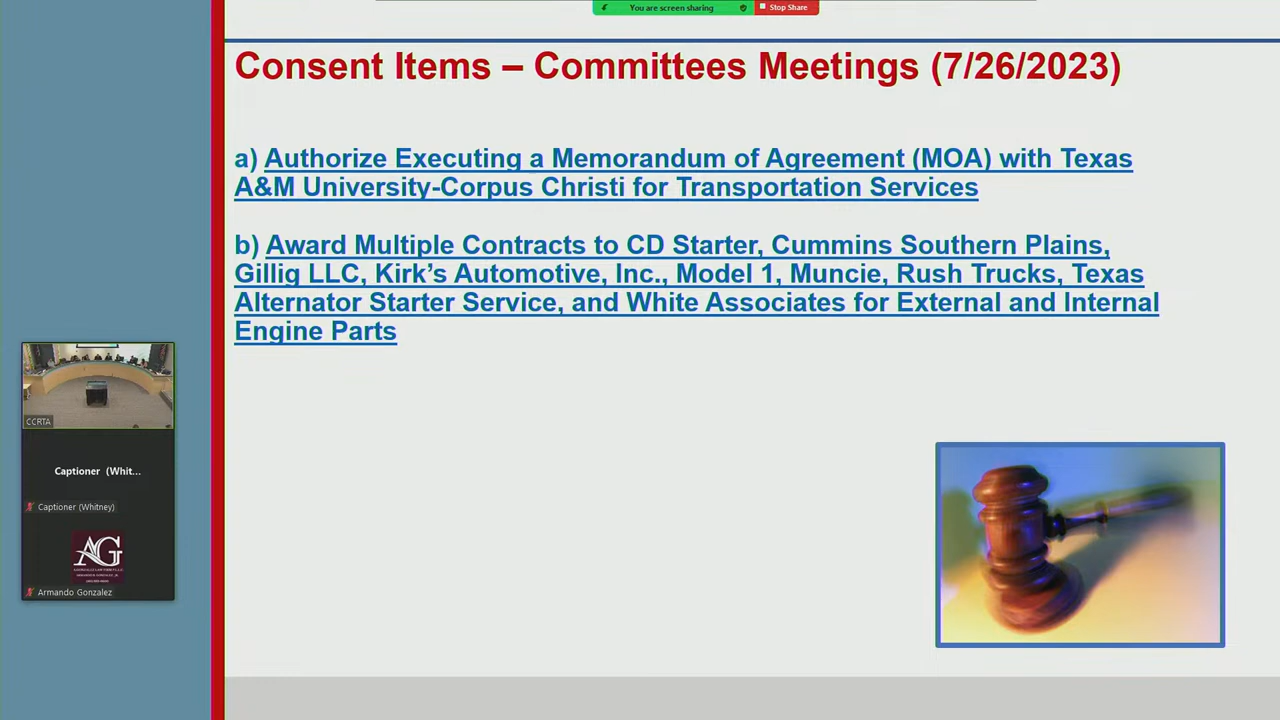 You are screen sharing
Stop Share
Consent Items – Committees Meetings (7/26/2023)
a) Authorize Executing a Memorandum of Agreement (MOA) with Texas
A&M University-Corpus Christi for Transportation Services
b) Award Multiple Contracts to CD Starter, Cummins Southern Plains,
Gillig LLC, Kirk’s Automotive, Inc., Model 1, Muncie, Rush Trucks, Texas
Alternator Starter Service, and White Associates for External and Internal
Engine Parts
CCRTA
Captioner (Whit...
Captioner (Whitney)
AG
Armando Gonzalez